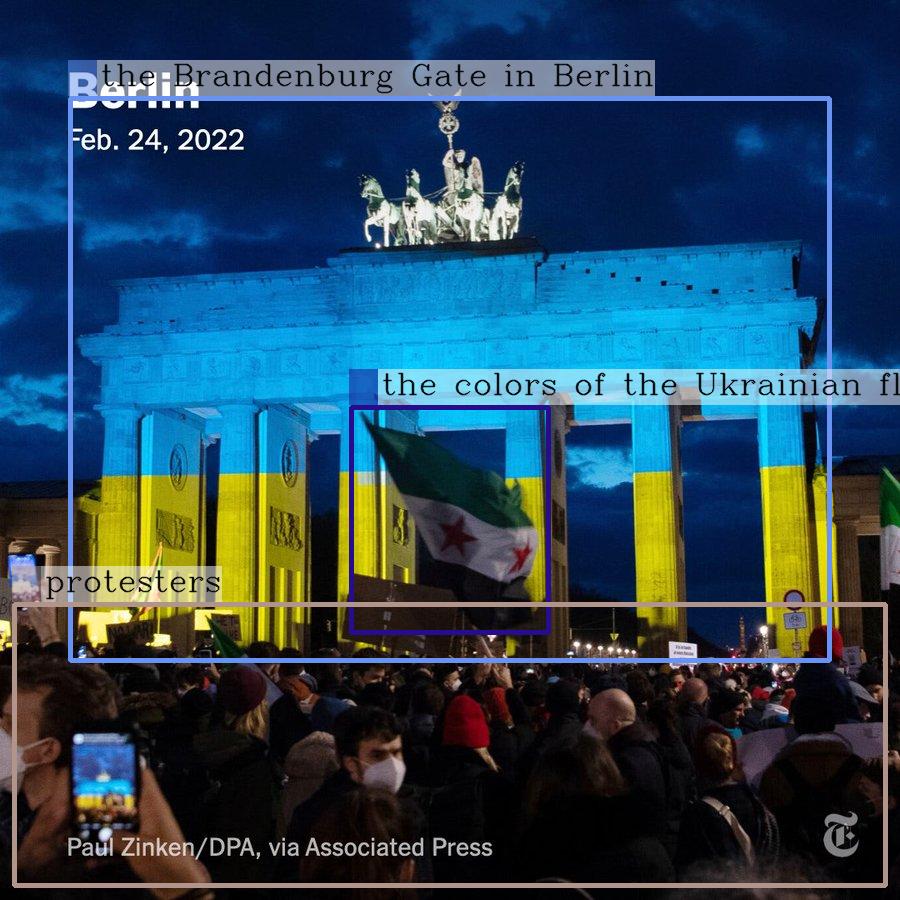 the Brandenburg Gate in Berlin
Berlin
Feb. 24, 2022
the colors of the Ukrainian fl
protesters
Paul Zinken/DPA, via Associated Press